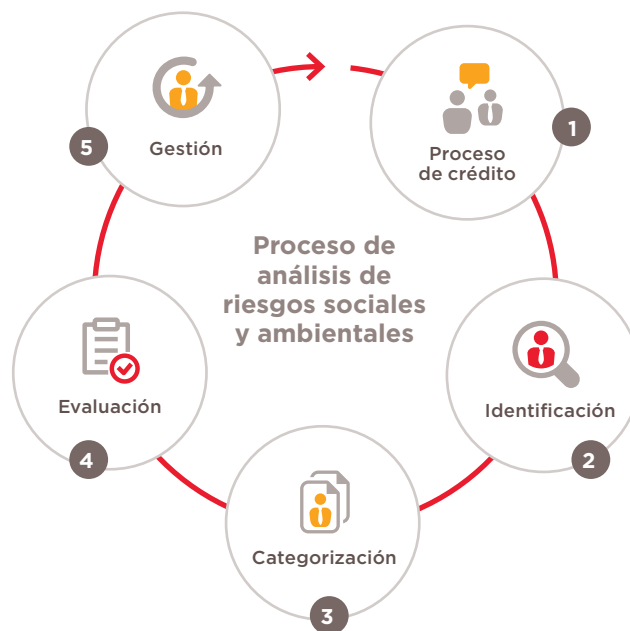 Proceso de
análisis de
riesgos sociales
y ambientales
1
Proceso
de crédito
2
Identificación
3
Categorización
4
Evaluación
5
Gestión